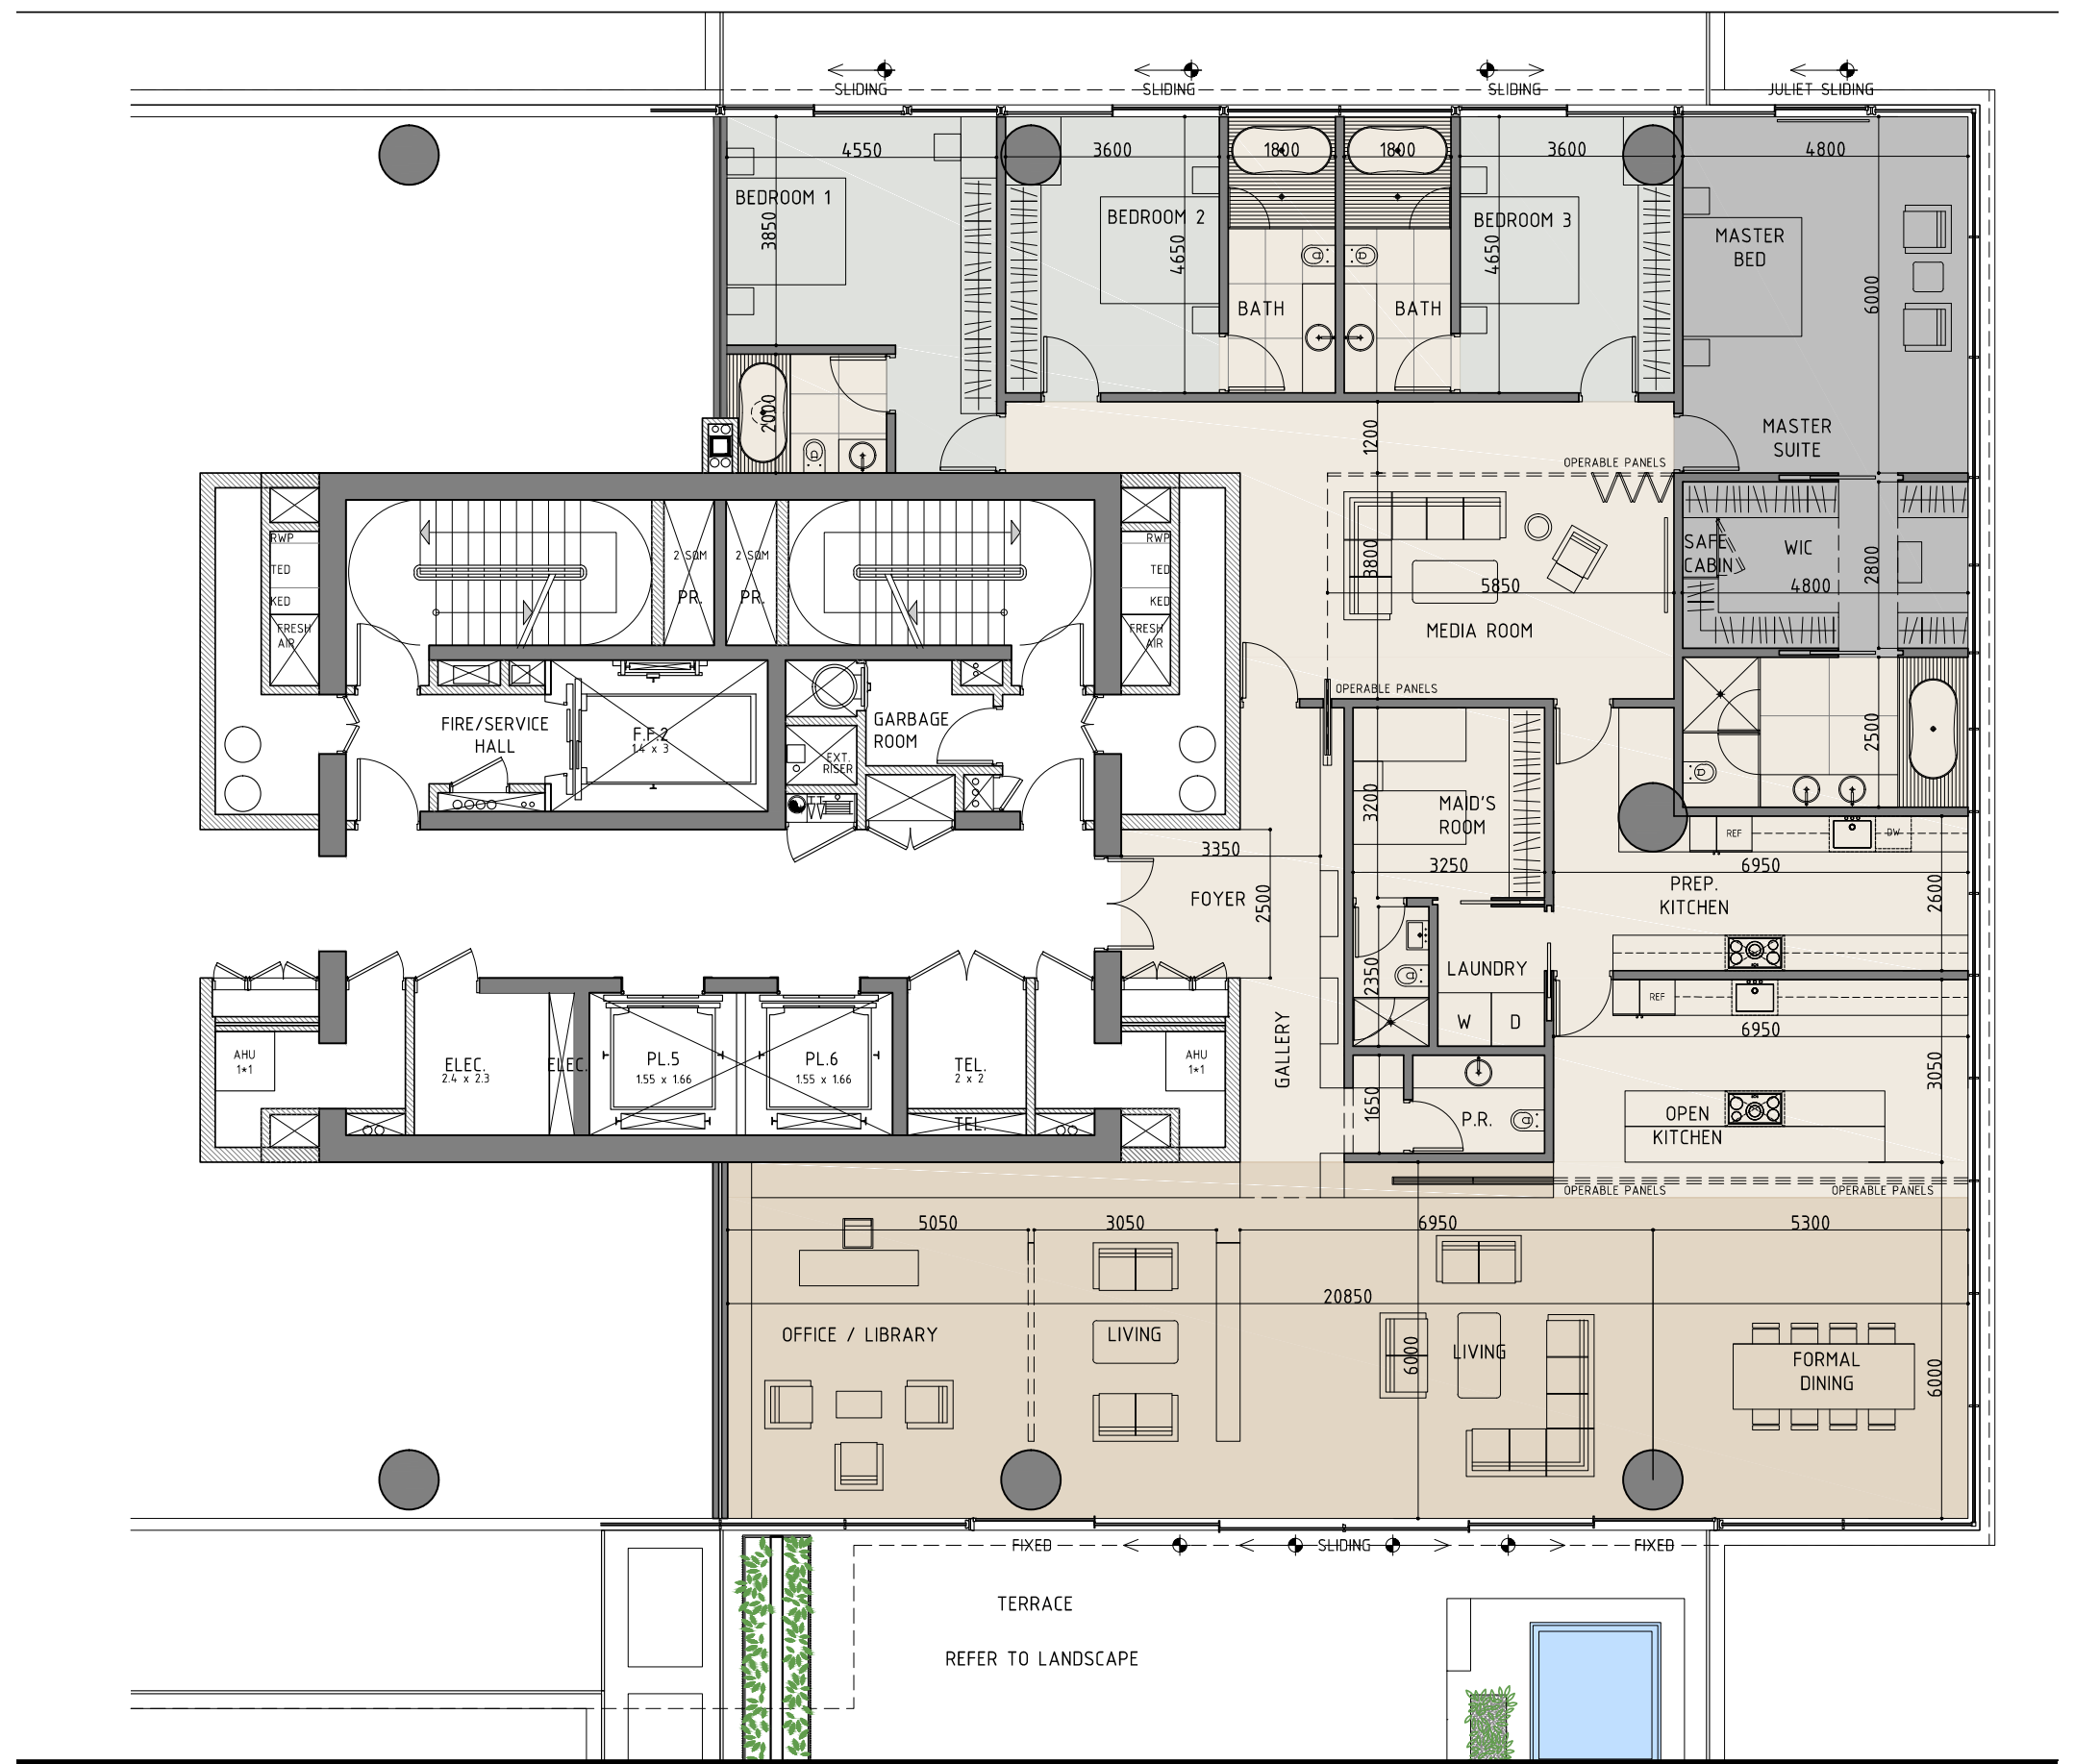 SLIDING
SLIDING
SLIDING
JULIET SLIDING
4550
3600
1800
1800
3600
4800
BEDROOM 1
3850
BEDROOM 2
4650
BEDROOM 3
4650
MASTER
BED
6000
BATH
BATH
2000
1200
MASTER
SUITE
OPERABLE PANELS
RWP
TED
KED
FRESH
AIR
2 SQM
PR.
2 SQM
PR.
RWP
TED
KED
FRESH
AIR
3800
5850
MEDIA ROOM
SAFE
CABIN
WIC
4800
2800
OPERABLE PANELS
FIRE/SERVICE
HALL
F.F.2
1.4 x 3
GARBAGE
ROOM
EXT.
RISER
2500
3200
MAID'S
ROOM
3250
REF
DW
6950
3350
FOYER
2500
PREP.
KITCHEN
2600
2350
LAUNDRY
W
D
REF
6950
GALLERY
AHU
1*1
ELEC.
2.4 x 2.3
ELEC.
PL.5
1.55 x 1.66
PL.6
1.55 x 1.66
TEL.
2 x 2
TEL.
AHU
1*1
1650
P.R.
OPEN
KITCHEN
3050
OPERABLE PANELS
OPERABLE PANELS
5050
3050
6950
5300
20850
OFFICE / LIBRARY
LIVING
LIVING
6000
FORMAL
DINING
6000
FIXED
SLIDING
FIXED
TERRACE
REFER TO LANDSCAPE